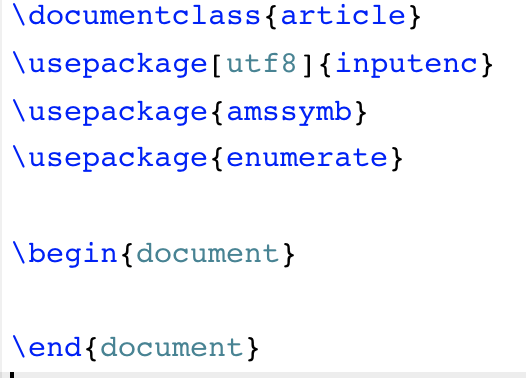 \documentclass{article}
\usepackage[utf8]{inputenc}
\usepackage{amssymb}
\usepackage{enumerate}
\begin{document}
\end{document}